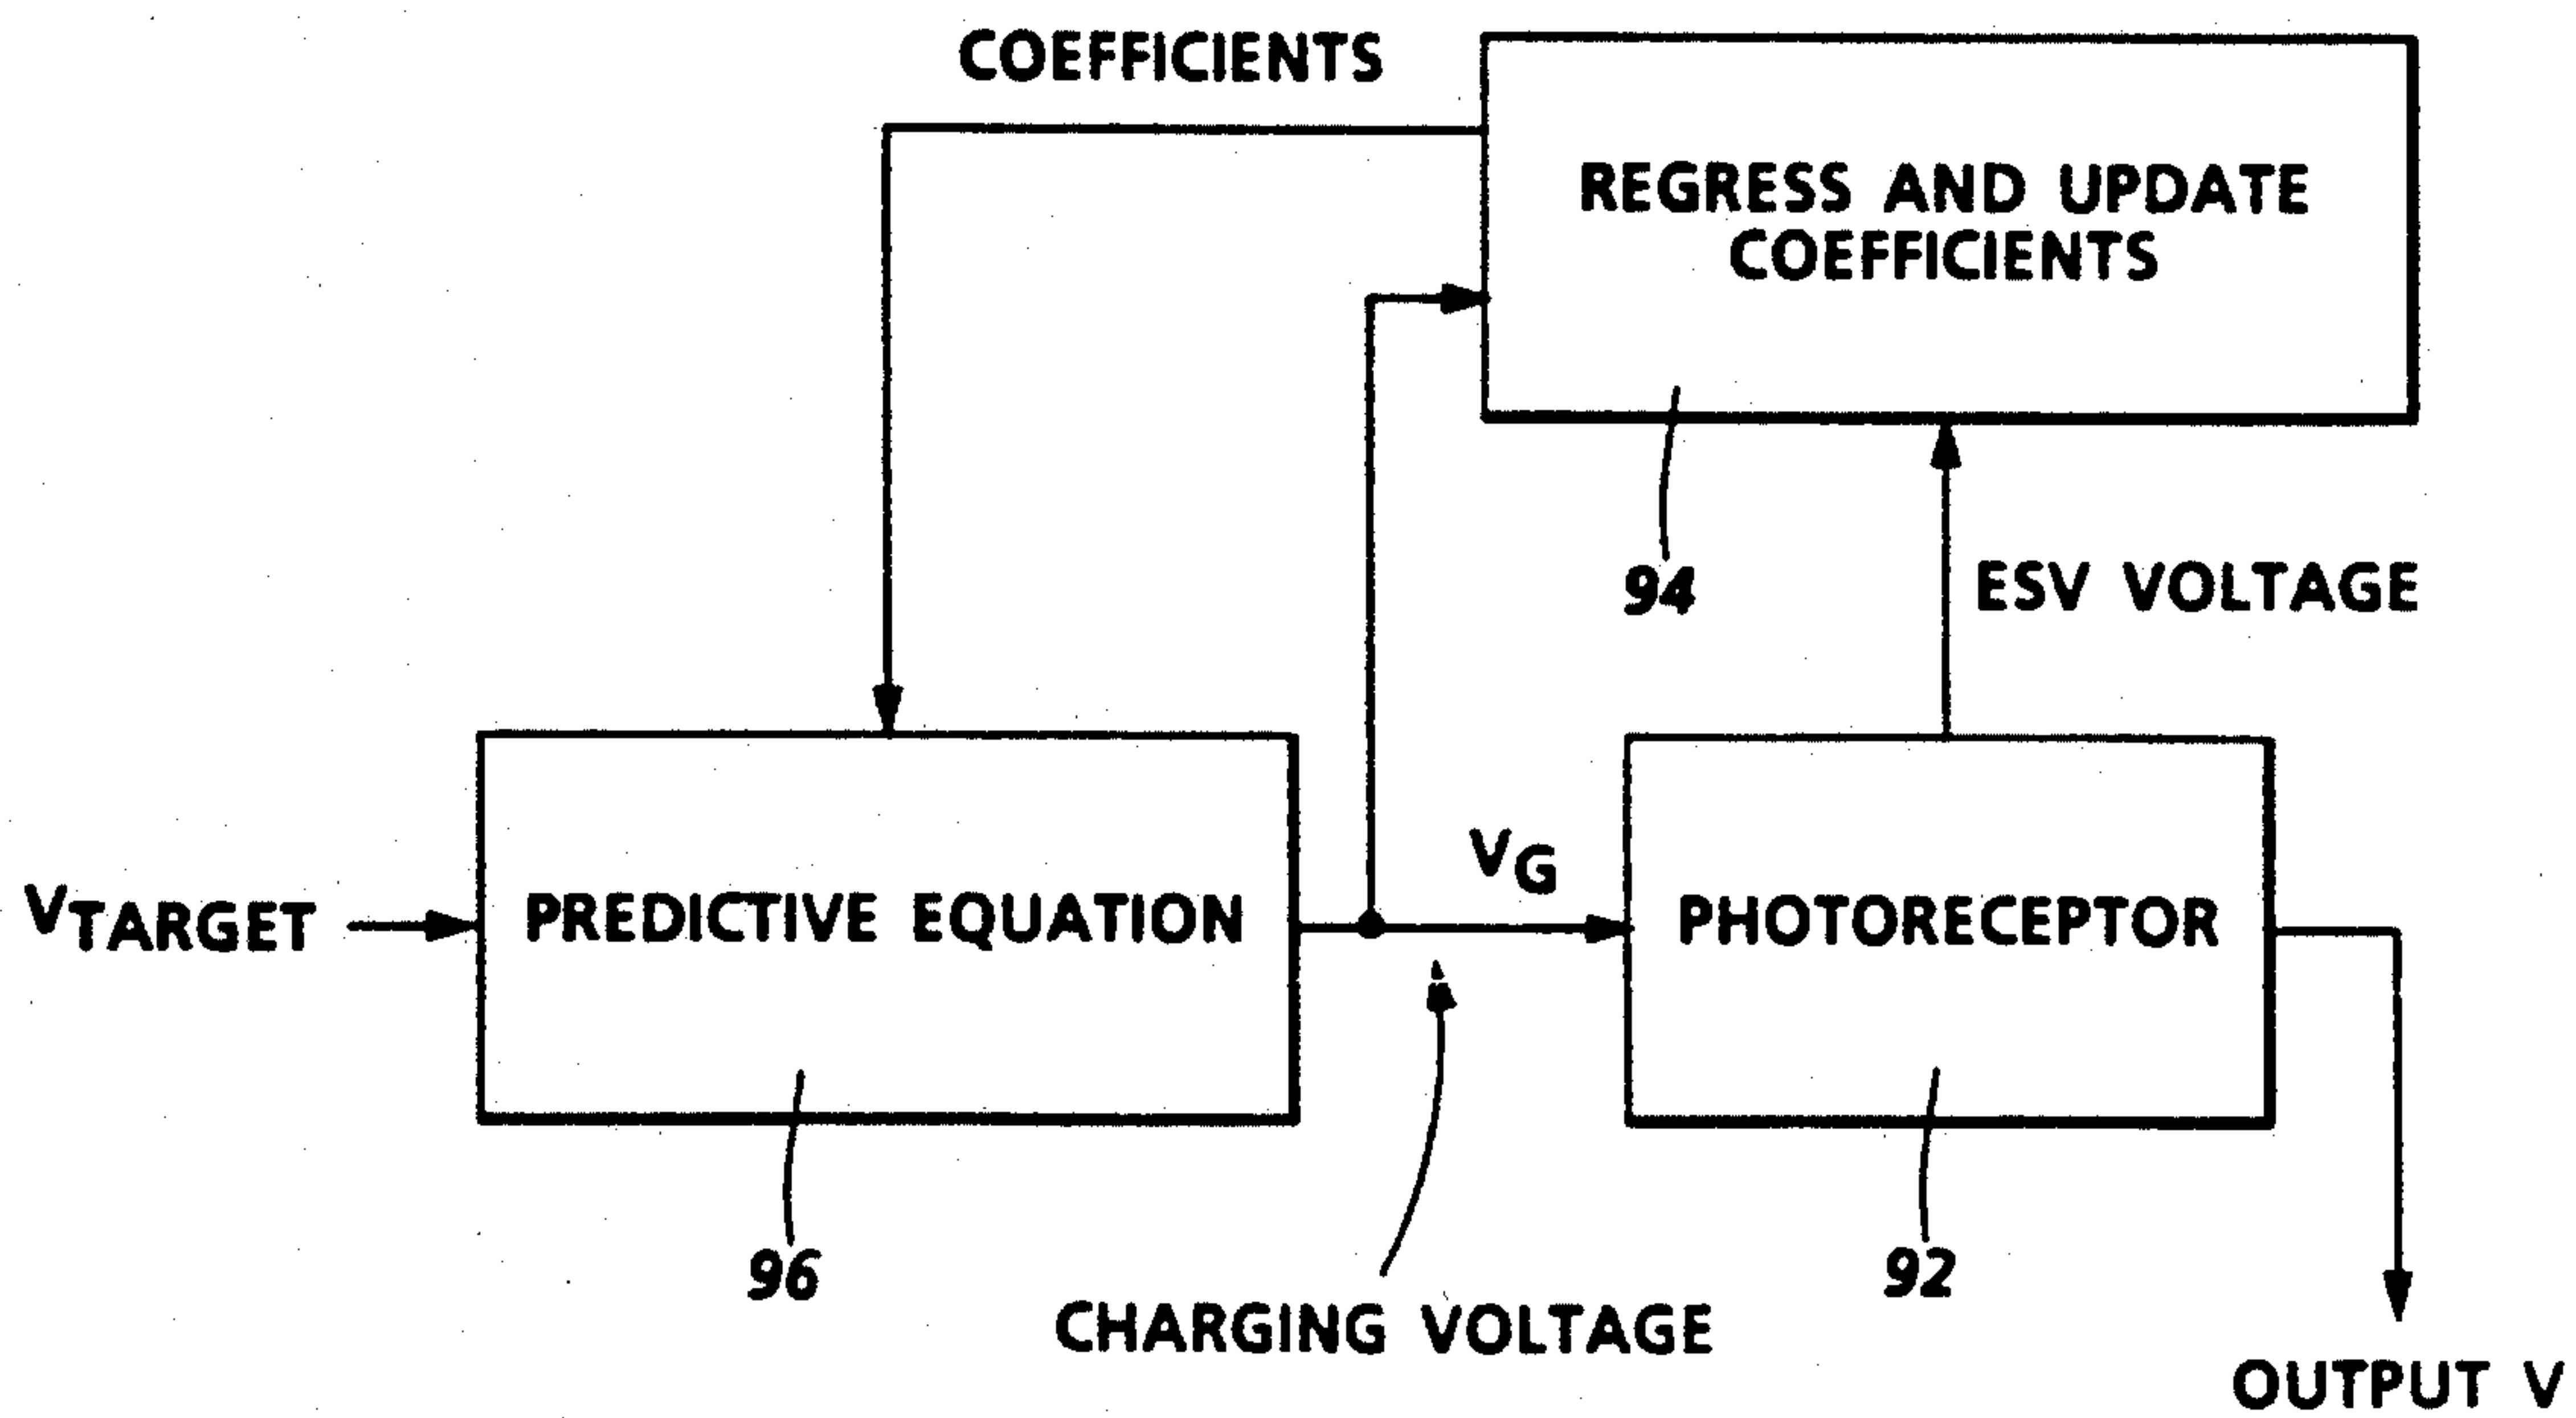 COEFFICIENTS
REGRESS AND UPDATE
COEFFICIENTS
94
ESV VOLTAGE
VTARGET
PREDICTIVE EQUATION
VG
PHOTORECEPTOR
96
92
CHARGING VOLTAGE
OUTPUT V